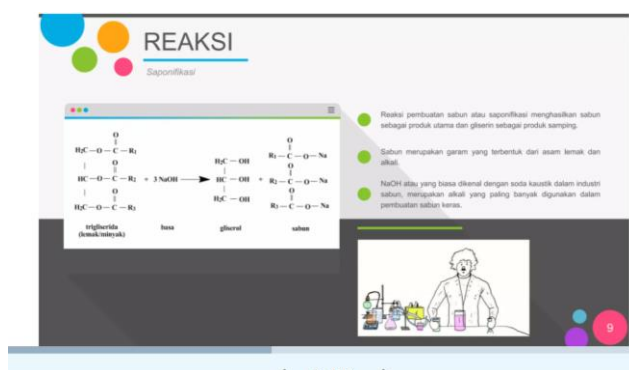 REAKSI
Saponifikasi
O
H₂C — O — C — R₁
O
HC — O — C — R₂ + 3 NaOH
O
H₂C — O — C — R₃
trigliserida
(lemak/minyak)
basa
H₂C — OH
HC — OH +
H₂C — OH
gliserol
O
R₁ — C — O — Na
O
R₂ — C — O — Na
O
R₃ — C — O — Na
sabun
Reaksi pembuatan sabun atau saponifikasi menghasilkan sabun
sebagai produk utama dan gliserin sebagai produk samping.
Sabun merupakan garam yang terbentuk dari asam lemak dan
alkali.
NaOH atau yang biasa dikenal dengan soda kaustik dalam industri
sabun, merupakan alkali yang paling banyak digunakan dalam
pembuatan sabun keras.
9